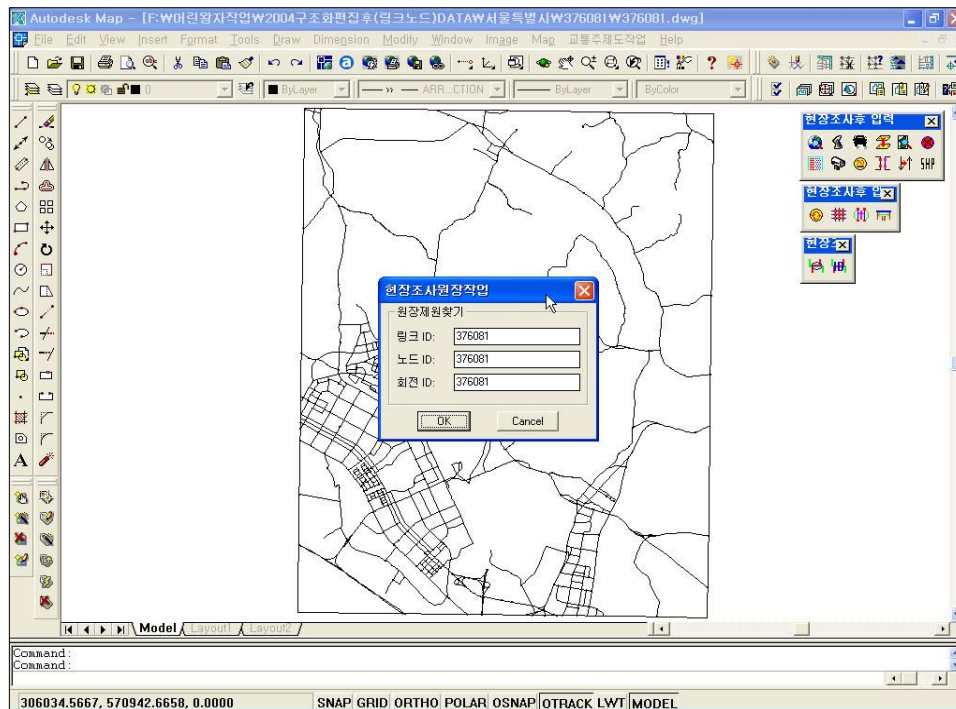 Autodesk Map - [F:₩어린왕자작업₩2004구조화편집후(링크노드)DATA₩서울특별시₩376081₩376081.dwg]
File Edit View Insert Format Tools Draw Dimension Modify Window Image Map 교통주제도작업 Help
0 ByLayer ARR...CTION ByLayer ByColor
현장조사후 입력
SHP
현장조사후 입
현장조
현장조사원장작업
원장제원찾기
링크 ID: 376081
노드 ID: 376081
회전 ID: 376081
OK Cancel
Model Layout1 Layout2
Command:
Command:
306034.5667, 570942.6658, 0.0000 SNAP GRID ORTHO POLAR OSNAP OTRACK LWT MODEL